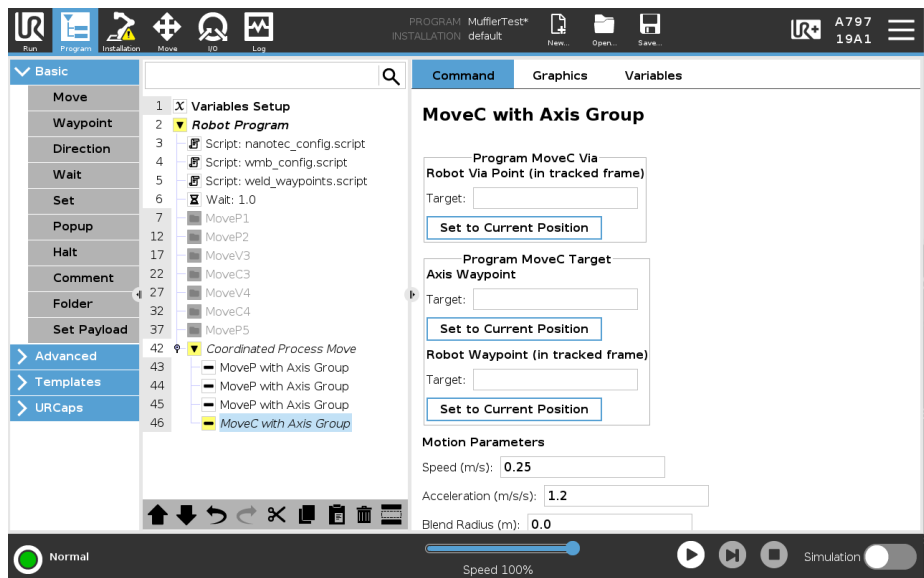 PROGRAM MufflerTest*
INSTALLATION default
UR
Run
Program
Installation
Move
I/O
Log
New...
Open...
Save...
UR+
A797
19A1
Basic
Move
Waypoint
Direction
Wait
Set
Popup
Halt
Comment
Folder
Set Payload
Advanced
Templates
URCaps
1 X Variables Setup
2 Robot Program
3 Script: nanotec_config.script
4 Script: wmb_config.script
5 Script: weld_waypoints.script
6 Wait: 1.0
7 MoveP1
12 MoveP2
17 MoveV3
22 MoveC3
27 MoveV4
32 MoveC4
37 MoveP5
42 Coordinated Process Move
43 MoveP with Axis Group
44 MoveP with Axis Group
45 MoveP with Axis Group
46 MoveC with Axis Group
Command Graphics Variables
MoveC with Axis Group
Program MoveC Via
Robot Via Point (in tracked frame)
Target:
Set to Current Position
Program MoveC Target
Axis Waypoint
Target:
Set to Current Position
Robot Waypoint (in tracked frame)
Target:
Set to Current Position
Motion Parameters
Speed (m/s): 0.25
Acceleration (m/s/s): 1.2
Blend Radius (m): 0.0
Normal
Speed 100%
Simulation